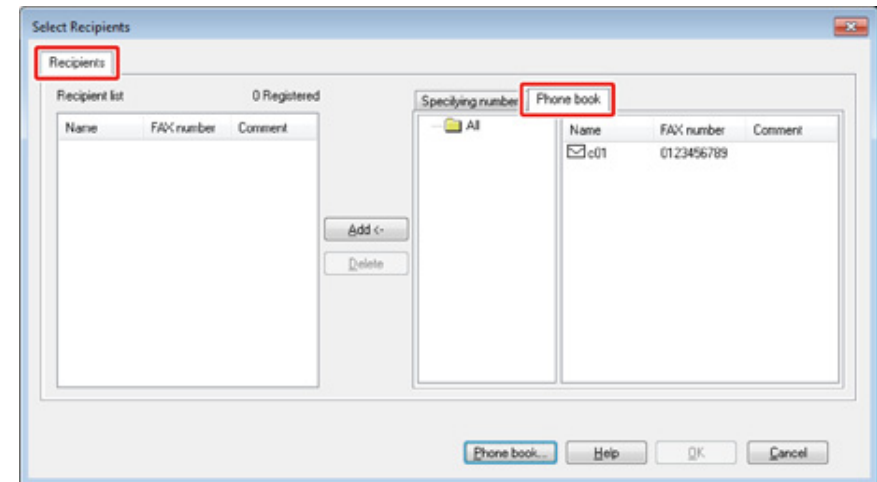 Select Recipients
Recipients
Recipient list 0 Registered
Name FAX number Comment
Add <-
Delete
Specifying number Phone book
All
Name FAX number Comment
c01 0123456789
Phone book... Help OK Cancel